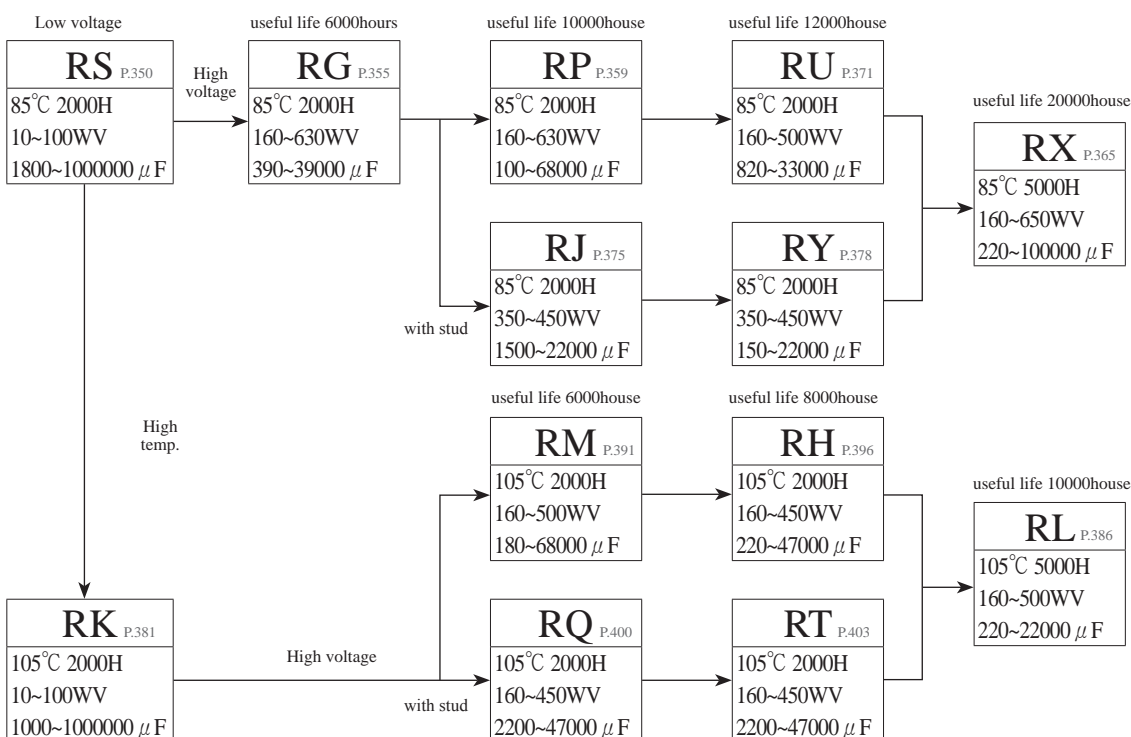 Low voltage
RS P.350
85℃ 2000H
10~100WV
1800~1000000 μF
High
voltage
useful life 6000hours
RG P.355
85℃ 2000H
160~630WV
390~39000 μF
useful life 10000house
RP P.359
85℃ 2000H
160~630WV
100~68000 μF
useful life 12000house
RU P.371
85℃ 2000H
160~500WV
820~33000 μF
useful life 20000house
RX P.365
85℃ 5000H
160~650WV
220~100000 μF
with stud
RJ P.375
85℃ 2000H
350~450WV
1500~22000 μF
RY P.378
85℃ 2000H
350~450WV
150~22000 μF
High
temp.
useful life 6000house
RM P.391
105℃ 2000H
160~500WV
180~68000 μF
useful life 8000house
RH P.396
105℃ 2000H
160~450WV
220~47000 μF
useful life 10000house
RL P.386
105℃ 5000H
160~500WV
220~22000 μF
RK P.381
105℃ 2000H
10~100WV
1000~1000000 μF
High voltage
with stud
RQ P.400
105℃ 2000H
160~450WV
2200~47000 μF
RT P.403
105℃ 2000H
160~450WV
2200~47000 μF